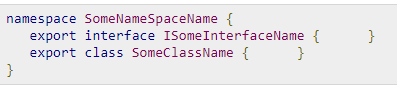 namespace SomeNameSpaceName {
   export interface ISomeInterfaceName {      }
   export class SomeClassName {      }
}